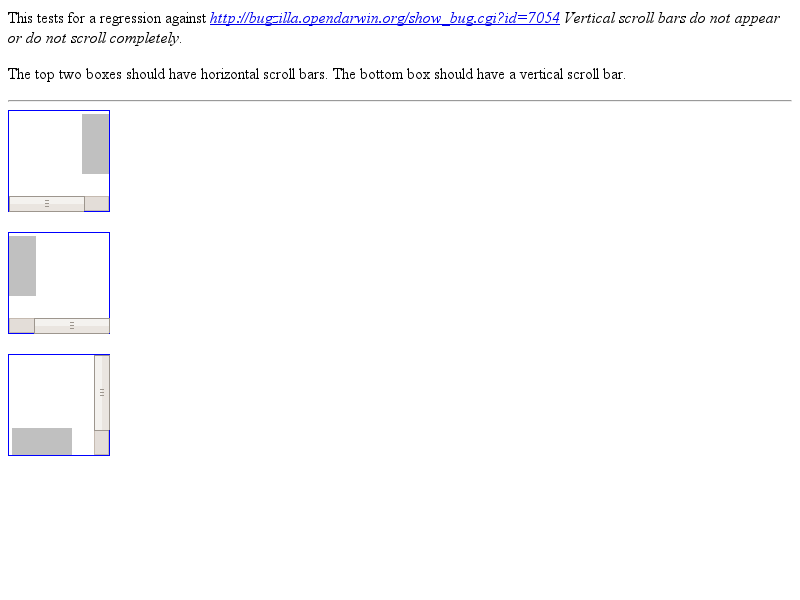 This tests for a regression against http://bugzilla.opendarwin.org/show_bug.cgi?id=7054 Vertical scroll bars do not appear
or do not scroll completely.
The top two boxes should have horizontal scroll bars. The bottom box should have a vertical scroll bar.